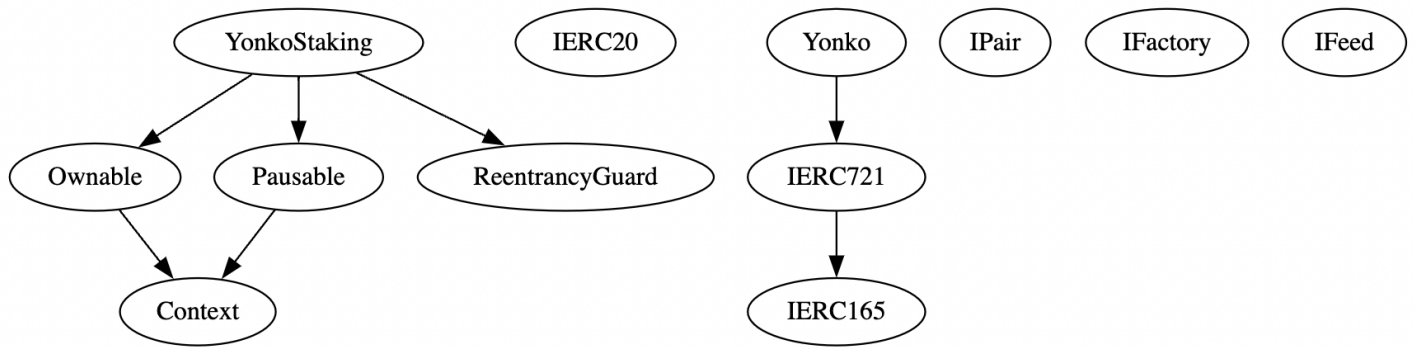 YonkoStaking
IERC20
Yonko
IPair
IFactory
IFeed
Ownable
Pausable
ReentrancyGuard
IERC721
Context
IERC165